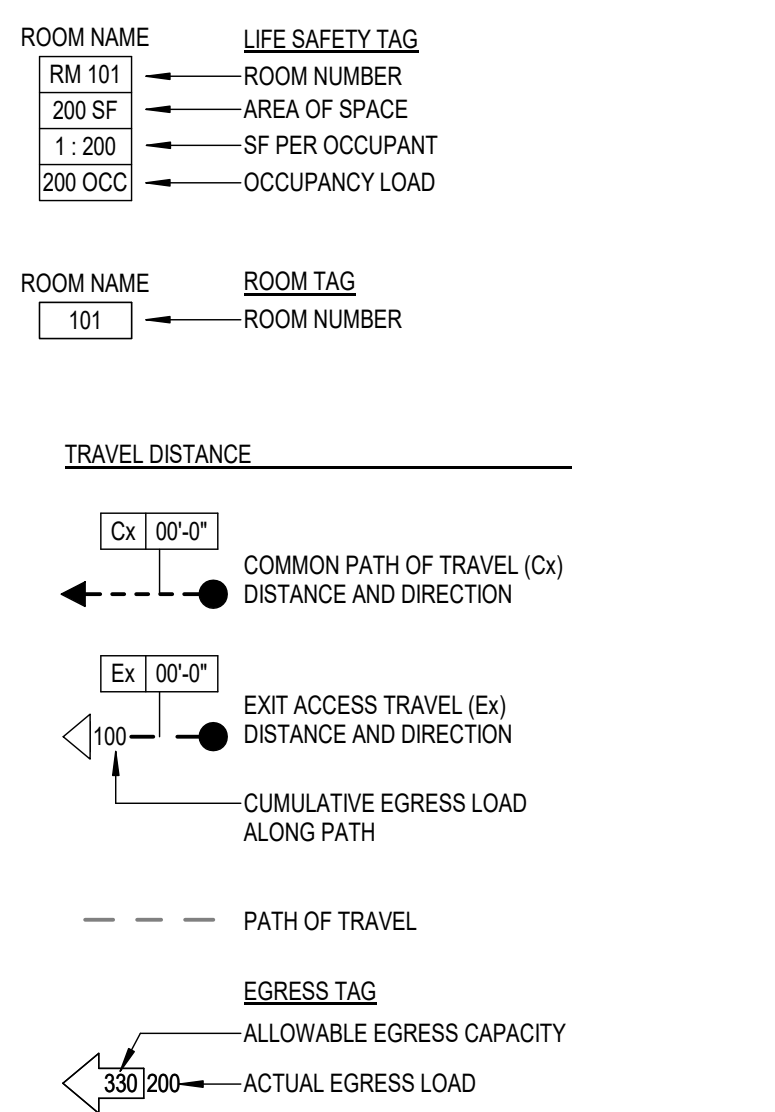 ROOM NAME LIFE SAFETY TAG
RM 101 ROOM NUMBER
200 SF AREA OF SPACE
1 : 200 SF PER OCCUPANT
200 OCC OCCUPANCY LOAD
ROOM NAME ROOM TAG
101 ROOM NUMBER
TRAVEL DISTANCE
Cx 00'-0"
COMMON PATH OF TRAVEL (Cx)
DISTANCE AND DIRECTION
Ex 00'-0"
EXIT ACCESS TRAVEL (Ex)
100 DISTANCE AND DIRECTION
CUMULATIVE EGRESS LOAD
ALONG PATH
PATH OF TRAVEL
EGRESS TAG
ALLOWABLE EGRESS CAPACITY
330 200 ACTUAL EGRESS LOAD